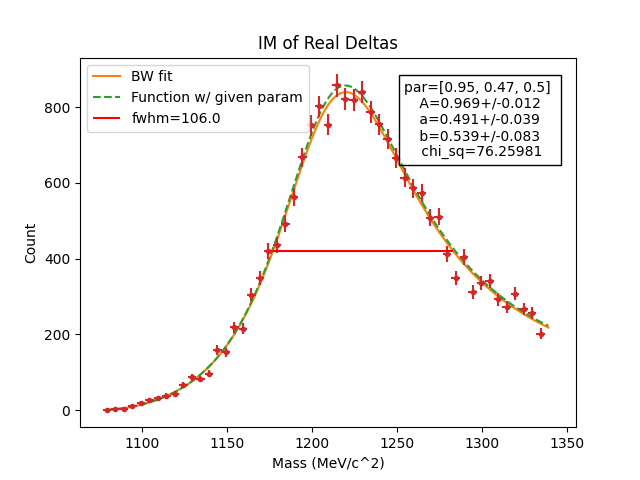 IM of Real Deltas
BW fit
Function w/ given param
fwhm=106.0
par=[0.95, 0.47, 0.5]
A=0.969+/-0.012
a=0.491+/-0.039
b=0.539+/-0.083
chi_sq=76.25981
Count
800
600
400
200
0
1100
1150
1200
1250
1300
1350
Mass (MeV/c^2)